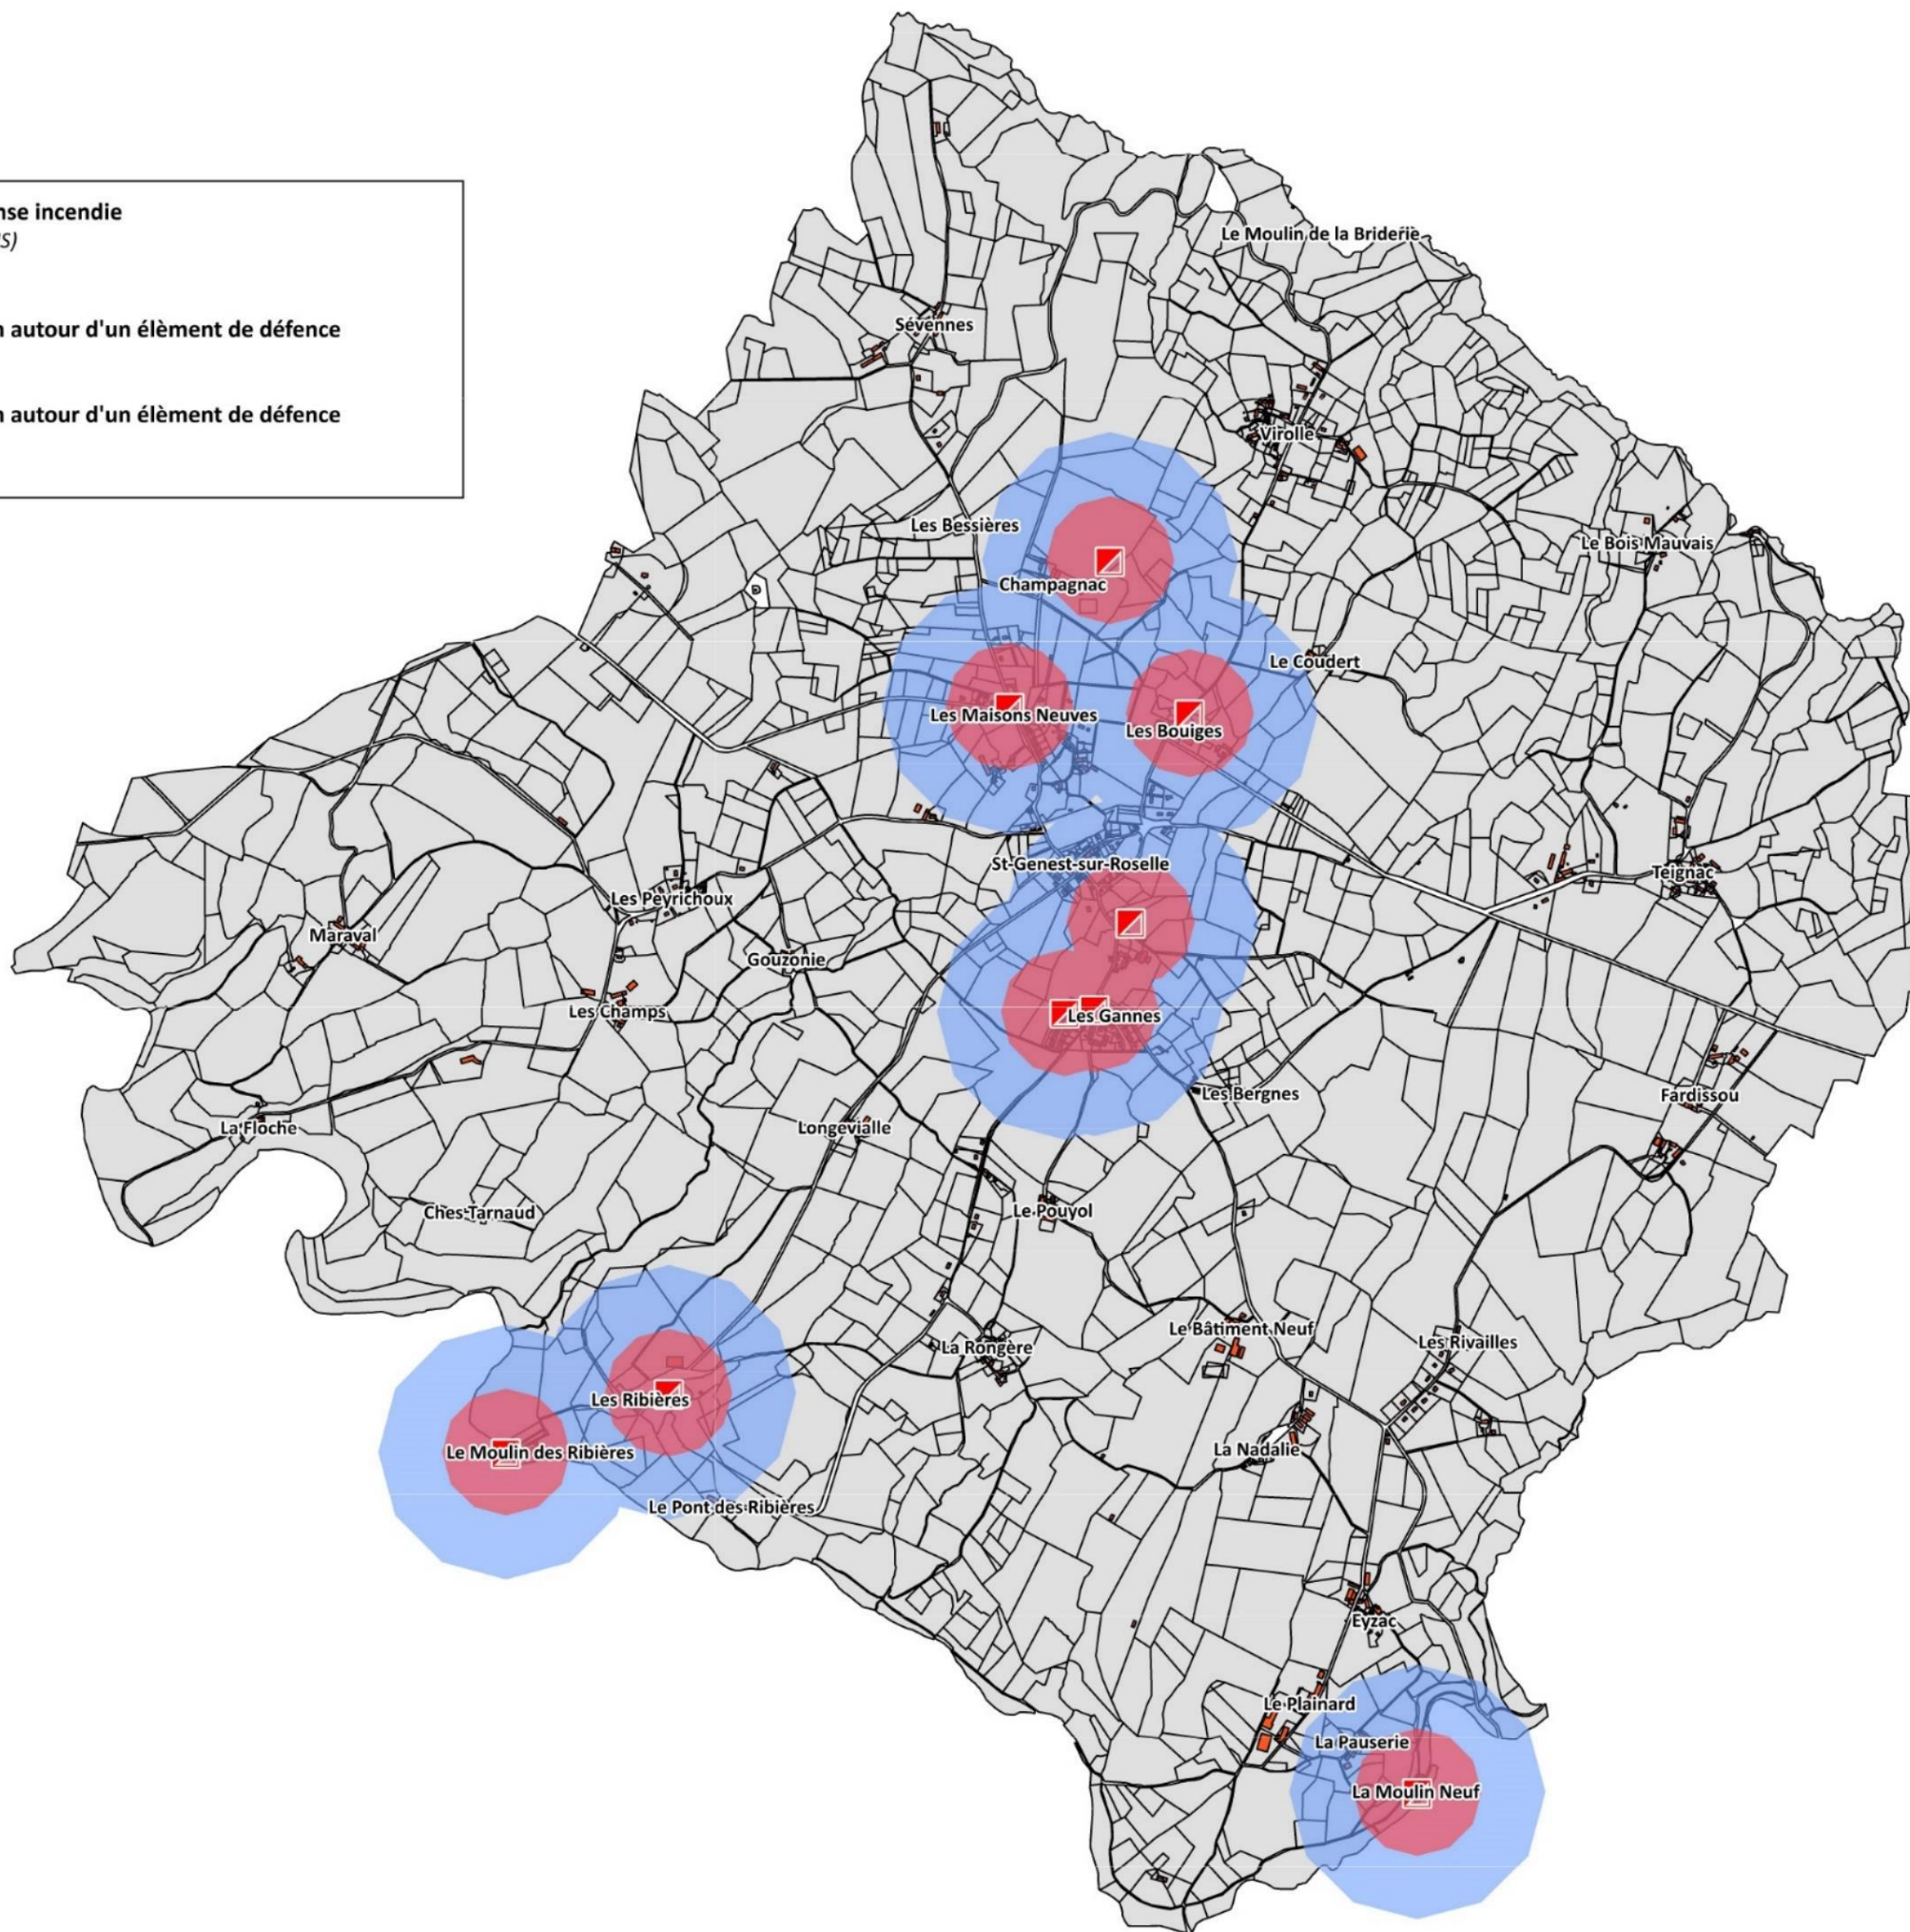 nse incendie
S)
n autour d'un élèment de défence
n autour d'un élèment de défence
Le Moulin de la Briderie
Sévennes
Virolle
Les Bessières
Le Bois Mauvais
Champagnac
Le Coudert
Les Maisons Neuves
Les Bouiges
St-Genest-sur-Roselle
Teignac
Les Peyrichoux
Maraval
Gouzonie
Les Champs
Les Gannes
Les Bergnes
Fardissou
La Floche
Longevialle
Ches Tarnaud
Le Pouyol
Le Bâtiment Neuf
Les Rivailles
La Rongère
Les Ribières
La Nadalie
Le Moulin des Ribières
Le Pont des Ribières
Eyzac
Le Plainard
La Pauserie
La Moulin Neuf